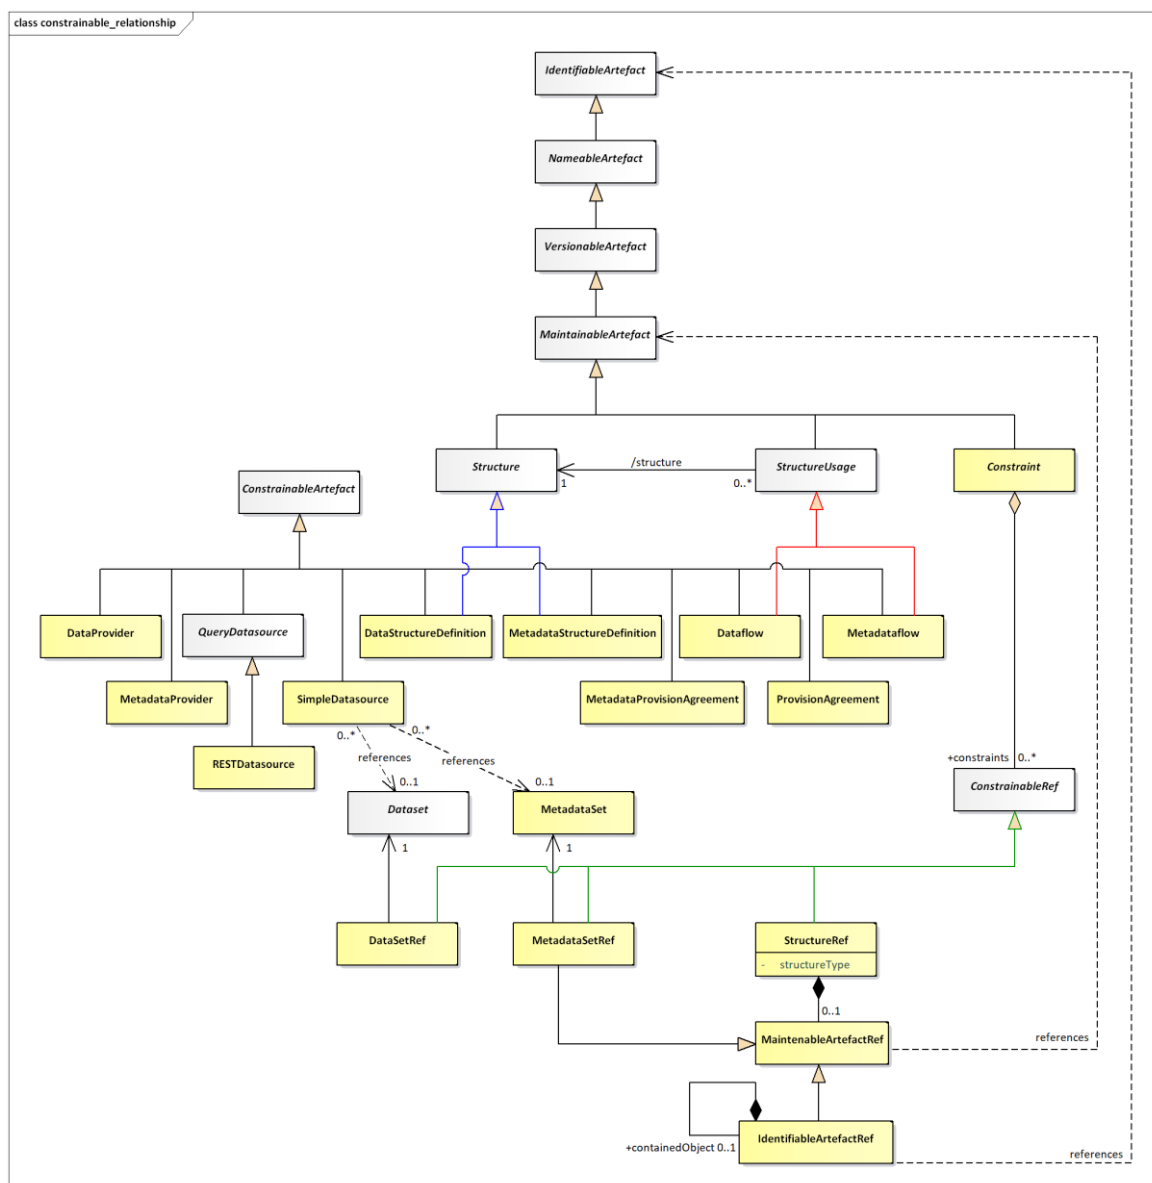 class constrainable_relationship
IdentifiableArtefact
NameableArtefact
VersionableArtefact
MaintainableArtefact
Structure
/structure
1
0..*
StructureUsage
Constraint
ConstrainableArtefact
DataProvider
QueryDatasource
DataStructureDefinition
MetadataStructureDefinition
Dataflow
Metadataflow
MetadataProvider
SimpleDatasource
MetadataProvisionAgreement
ProvisionAgreement
0..*
0..*
references
references
RESTDatasource
0..1
0..1
+constraints
0..*
Dataset
MetadataSet
ConstrainableRef
1
1
DataSetRef
MetadataSetRef
StructureRef
- structureType
0..1
MaintenableArtefactRef
references
IdentifiableArtefactRef
+containedObject 0..1
references